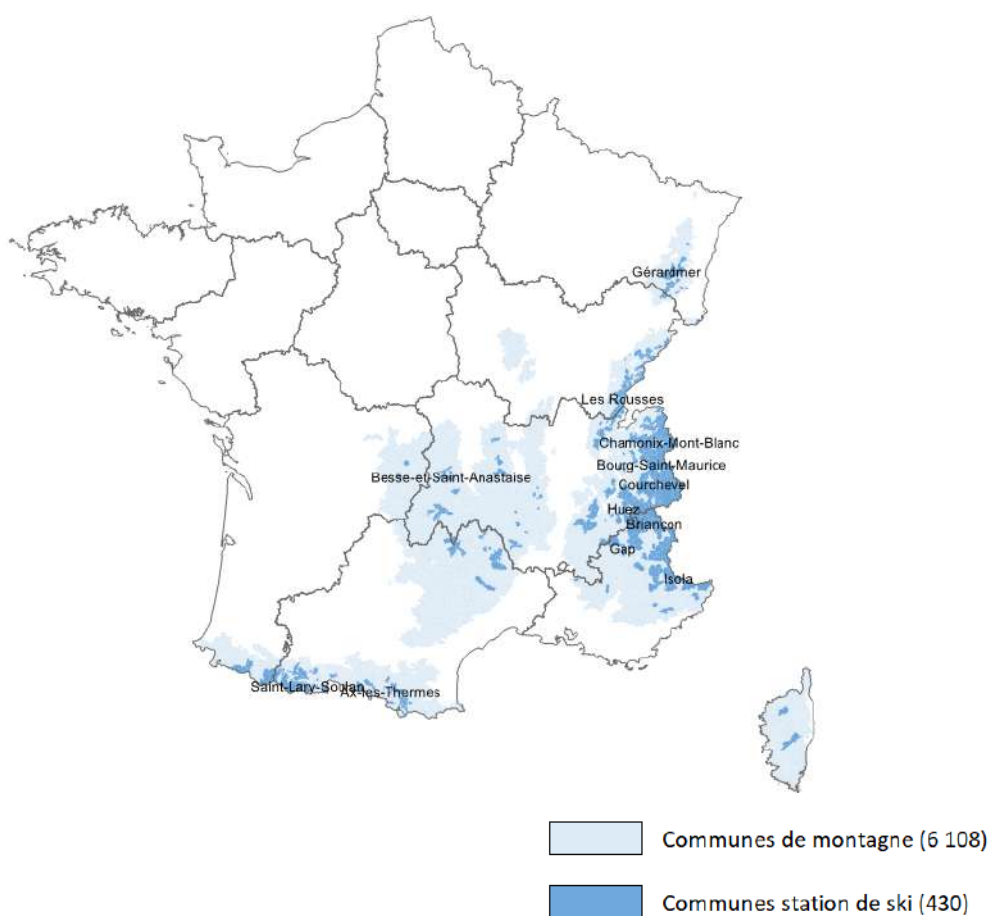 Gérardmer
Les Rousses
Chamonix-Mont-Blanc
Bourg-Saint-Maurice
Besse-et-Saint-Anastaise
Courchevel
Huez
Briançon
Gap
Isola
Saint-Lary-Soulan
Ax-les-Thermes
Communes de montagne (6 108)
Communes station de ski (430)